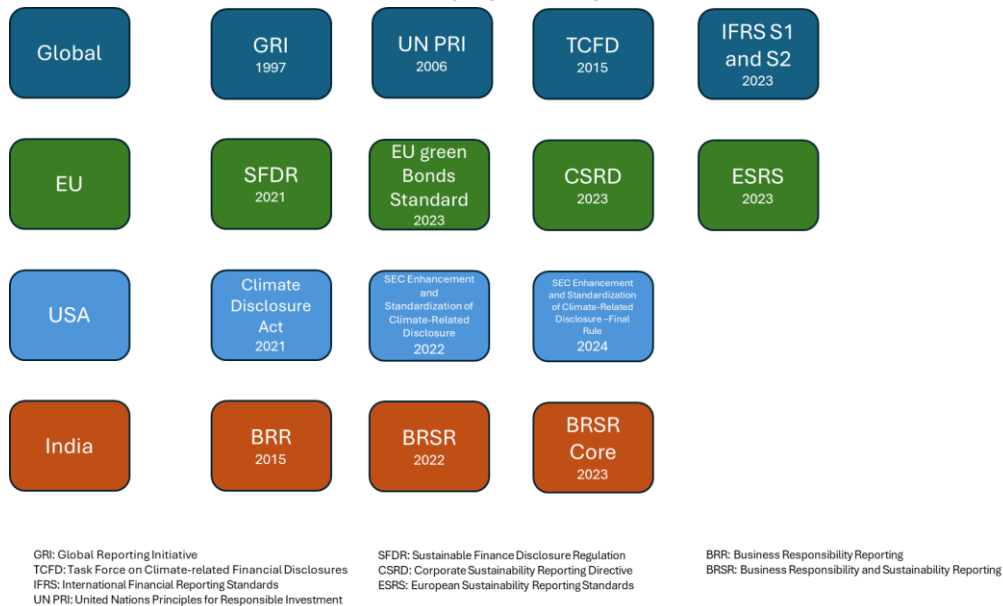 Global
GRI
1997
UN PRI
2006
TCFD
2015
IFRS S1
and S2
2023
EU
SFDR
2021
EU green
Bonds
Standard
2023
CSRD
2023
ESRS
2023
USA
Climate
Disclosure
Act
2021
SEC Enhancement
and
Standardization of
Climate-Related
Disclosure
2022
SEC Enhancement
and Standardization
of Climate-Related
Disclosure –Final
Rule
2024
India
BRR
2015
BRSR
2022
BRSR
Core
2023
GRI: Global Reporting Initiative
TCFD: Task Force on Climate-related Financial Disclosures
IFRS: International Financial Reporting Standards
UN PRI: United Nations Principles for Responsible Investment
SFDR: Sustainable Finance Disclosure Regulation
CSRD: Corporate Sustainability Reporting Directive
ESRS: European Sustainability Reporting Standards
BRR: Business Responsibility Reporting
BRSR: Business Responsibility and Sustainability Reporting